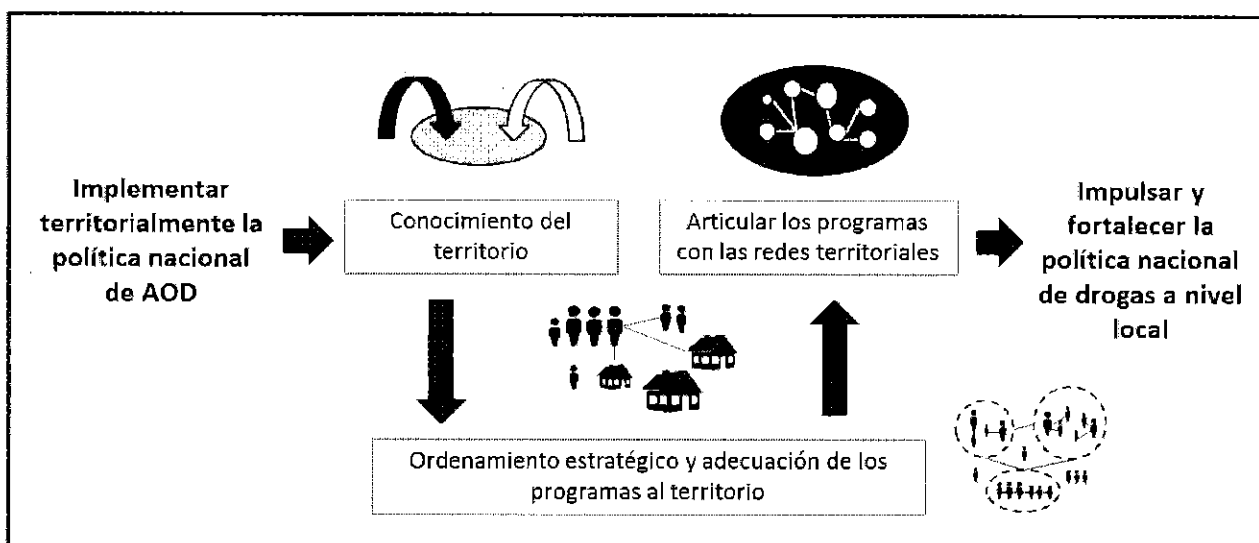 Implementar
territorialmente la
política nacional
de AOD
Conocimiento del
territorio
Articular los programas
con las redes territoriales
Impulsar y
fortalecer la
política nacional
de drogas a nivel
local
Ordenamiento estratégico y adecuación de los
programas al territorio